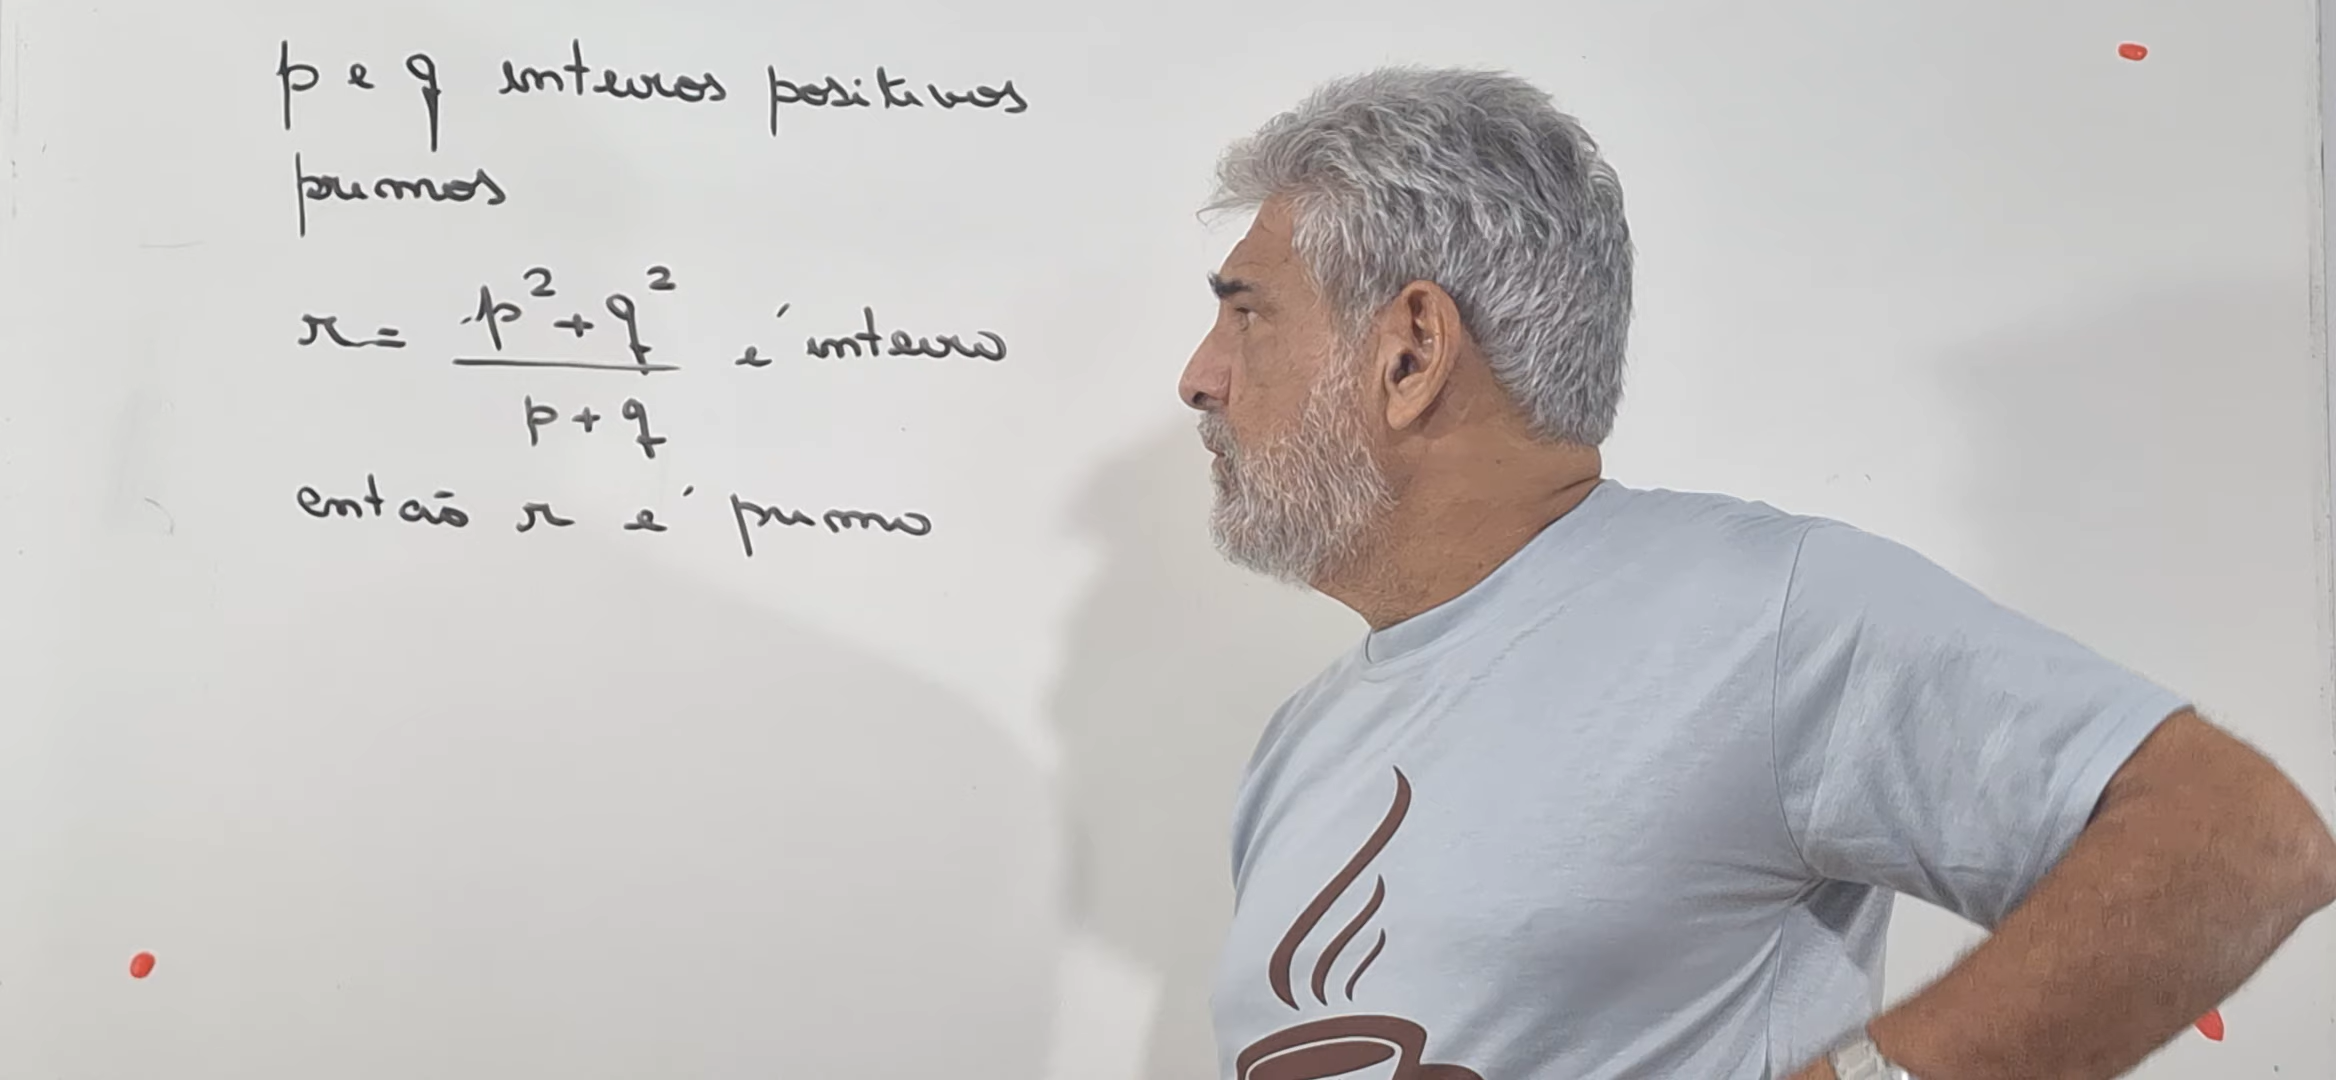 p e q inteiros positivos
primos
r = p² + q² / p + q é inteiro
então r é primo